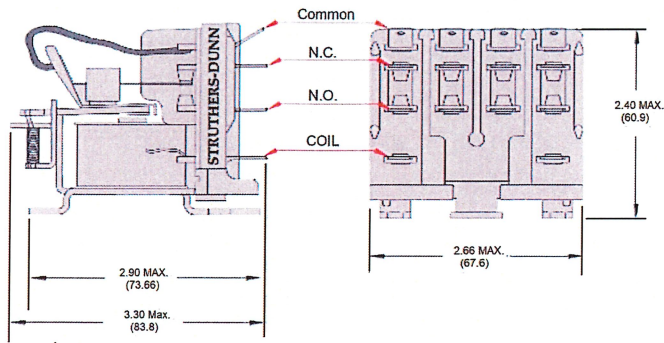 Common
N.C.
N.O.
COIL
STRUTHERS-DUNN
2.40 MAX.
(60.9)
2.90 MAX.
(73.66)
3.30 Max.
(83.8)
2.66 MAX.
(67.6)